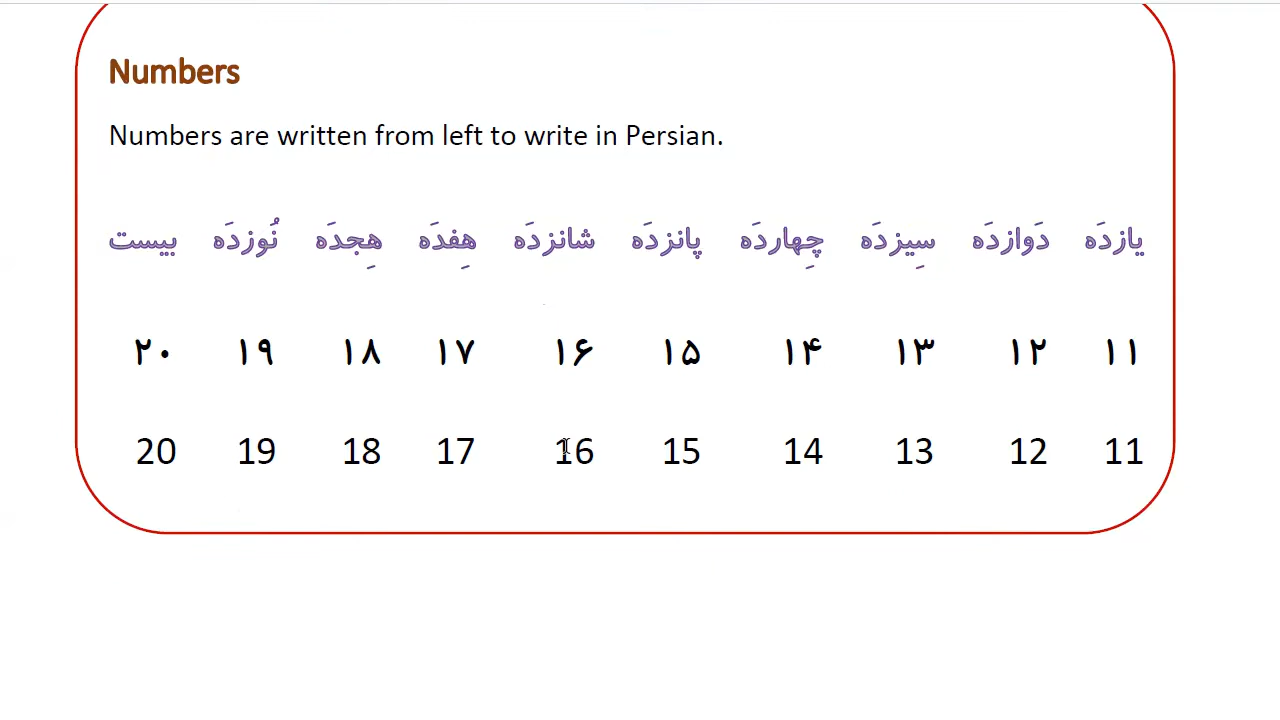 Numbers
Numbers are written from left to write in Persian.
یازدَه دَوازدَه سِیزدَه چِهاردَه پانزدَه شانزدَه هِفدَه هِجدَه نُوزدَه بیست
۱۱ ۱۲ ۱۳ ۱۴ ۱۵ ۱۶ ۱۷ ۱۸ ۱۹ ۲۰
20 19 18 17 16 15 14 13 12 11